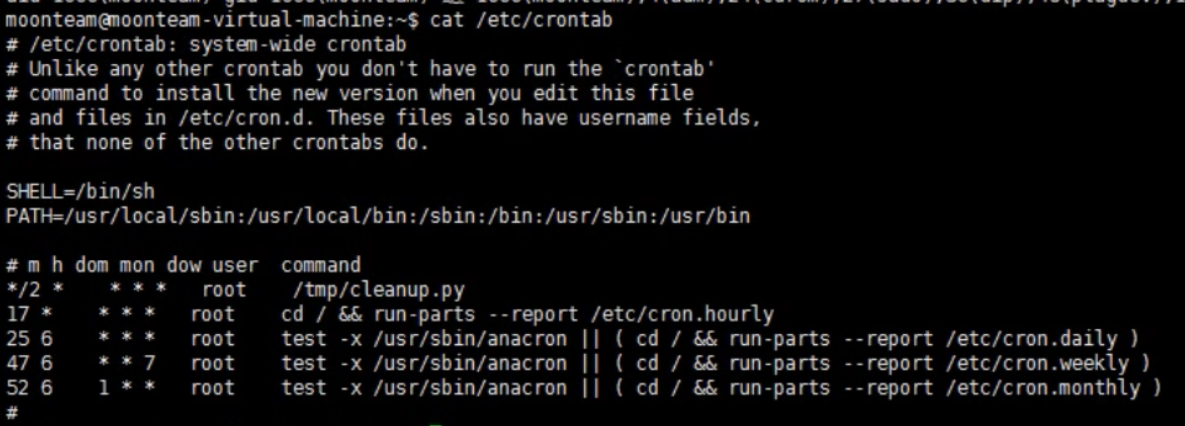 moonteam@moonteam-virtual-machine:~$ cat /etc/crontab
# /etc/crontab: system-wide crontab
# Unlike any other crontab you don't have to run the `crontab'
# command to install the new version when you edit this file
# and files in /etc/cron.d. These files also have username fields,
# that none of the other crontabs do.

SHELL=/bin/sh
PATH=/usr/local/sbin:/usr/local/bin:/sbin:/bin:/usr/sbin:/usr/bin

# m h dom mon dow user  command
*/2 *    * * *   root    /tmp/cleanup.py
17 *    * * *   root    cd / && run-parts --report /etc/cron.hourly
25 6    * * *   root    test -x /usr/sbin/anacron || ( cd / && run-parts --report /etc/cron.daily )
47 6    * * 7   root    test -x /usr/sbin/anacron || ( cd / && run-parts --report /etc/cron.weekly )
52 6    1 * *   root    test -x /usr/sbin/anacron || ( cd / && run-parts --report /etc/cron.monthly )
#